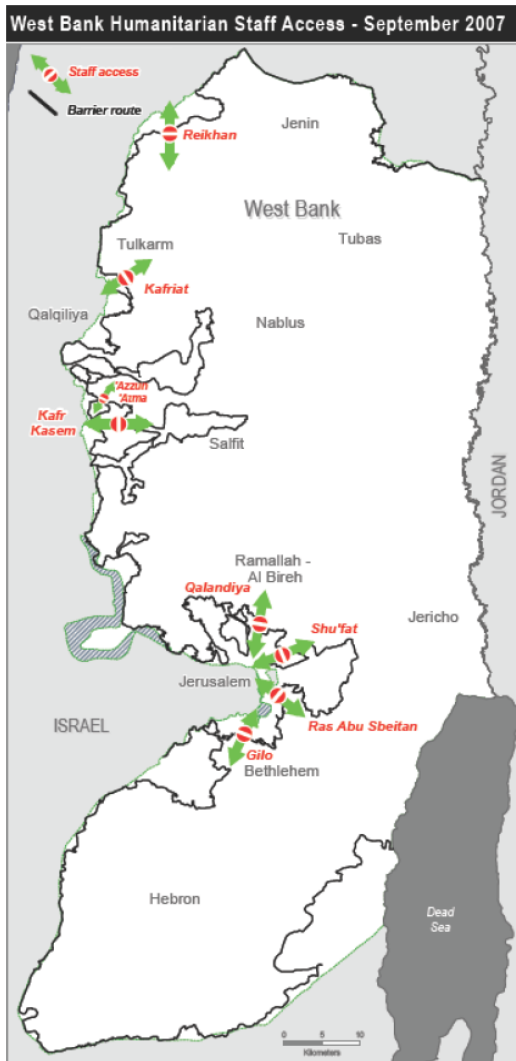 West Bank Humanitarian Staff Access - September 2007
Staff access
Barrier route
Jenin
Reikhan
West Bank
Tubas
Tulkarm
Kafriat
Qalqiliya
Nablus
'Azzun
'Atma
Kafr
Kasem
Salfit
JORDAN
Ramallah -
Al Bireh
Qalandiya
Jericho
Shu'fat
Jerusalem
ISRAEL
Ras Abu Sbeitan
Gilo
Bethlehem
Hebron
Dead
Sea
0 5 10
Kilometers